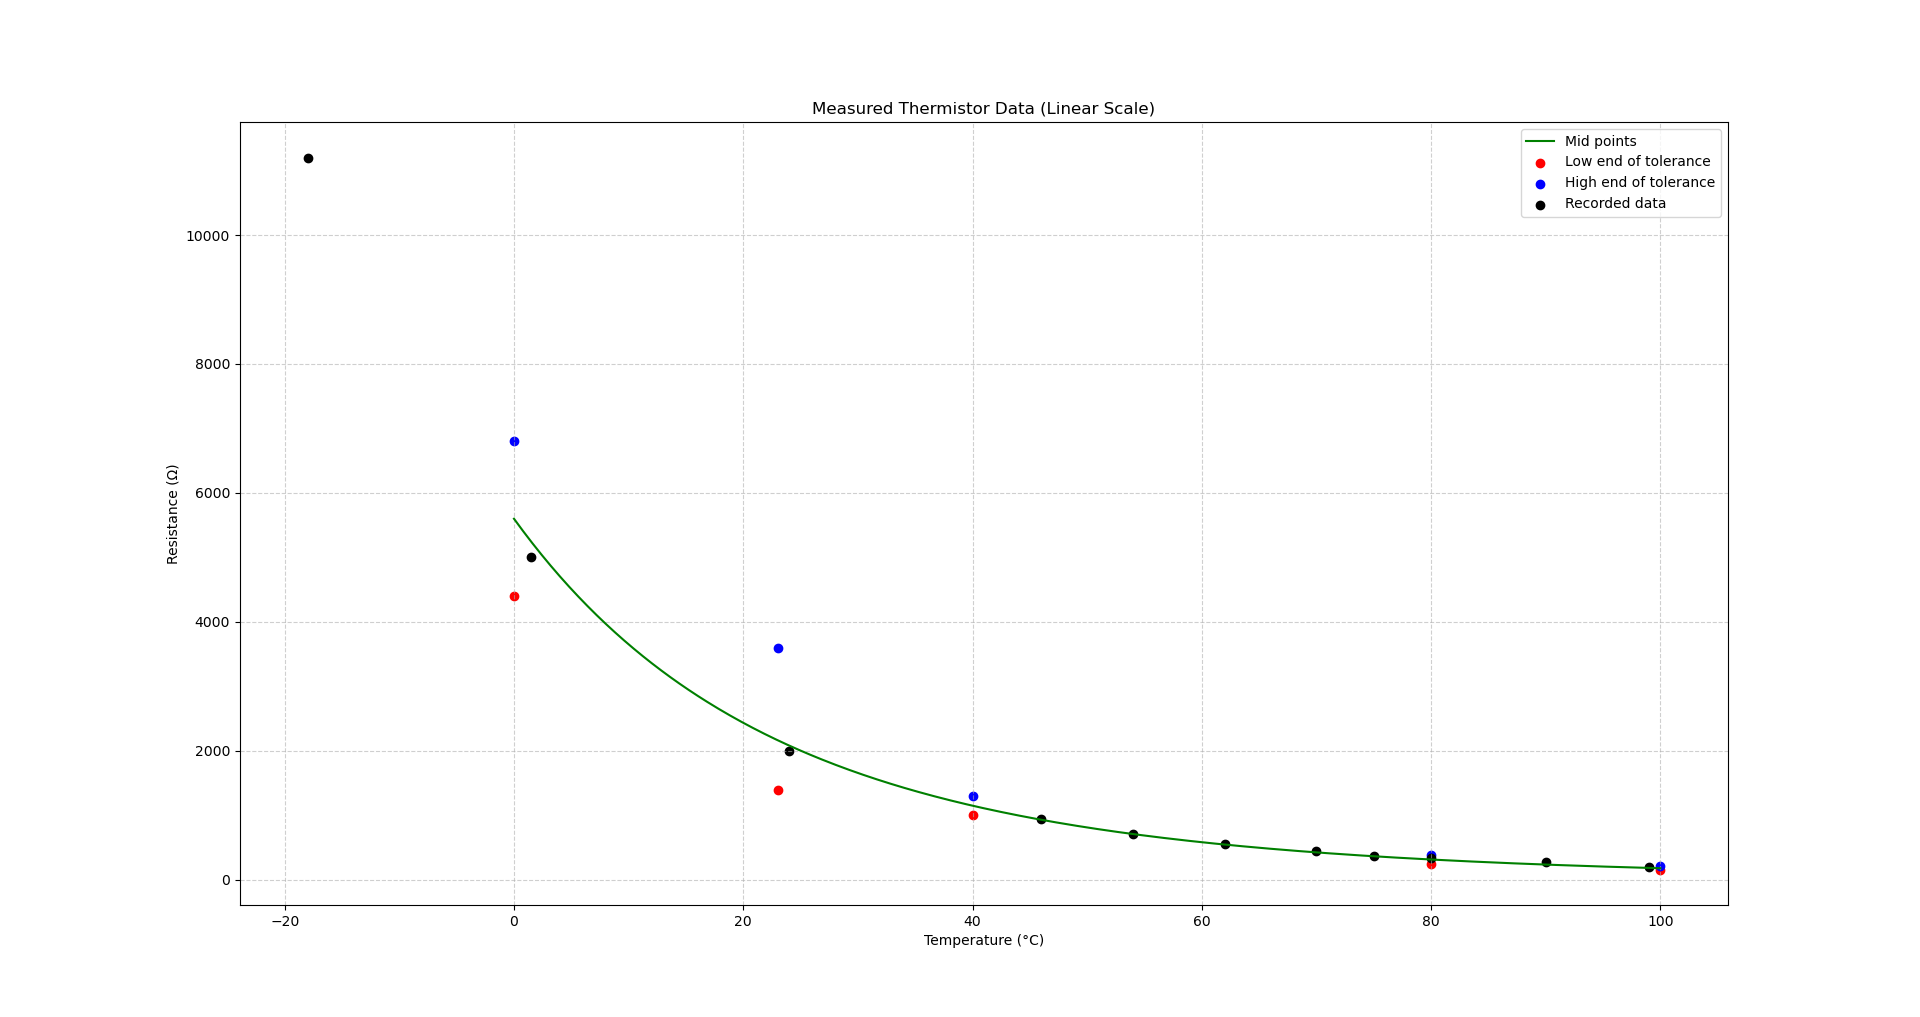 Measured Thermistor Data (Linear Scale)
Mid points
Low end of tolerance
High end of tolerance
Recorded data
10000
8000
6000
4000
2000
0
Resistance (Ω)
−20
0
20
40
60
80
100
Temperature (°C)